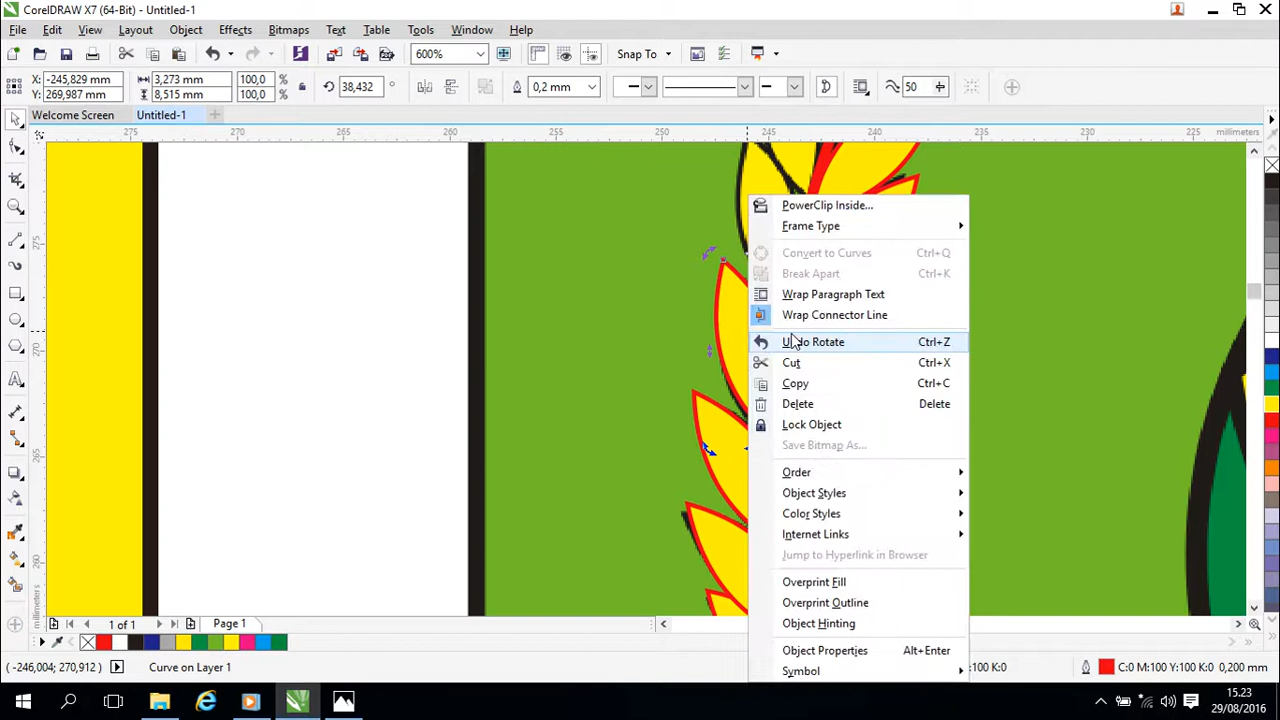 CorelDRAW X7 (64-Bit) - Untitled-1
File Edit View Layout Object Effects Bitmaps Text Table Tools Window Help
600% Snap To
X: -245,829 mm 3,273 mm 100,0 % 38,432 ° 0,2 mm 50
Y: 269,987 mm 8,515 mm 100,0 %
Welcome Screen Untitled-1
275 270 265 260 255 250 245 240 235 230 225 millimeters
275
270
265
260
millimeters
PowerClip Inside...
Frame Type
Convert to Curves Ctrl+Q
Break Apart Ctrl+K
Wrap Paragraph Text
Wrap Connector Line
Undo Rotate Ctrl+Z
Cut Ctrl+X
Copy Ctrl+C
Delete Delete
Lock Object
Save Bitmap As...
Order
Object Styles
Color Styles
Internet Links
Jump to Hyperlink in Browser
Overprint Fill
Overprint Outline
Object Hinting
Object Properties Alt+Enter
Symbol
1 of 1 Page 1
(-246,004; 270,912) Curve on Layer 1 :100 K:0 C:0 M:100 Y:100 K:0 0,200 mm
15.23
29/08/2016